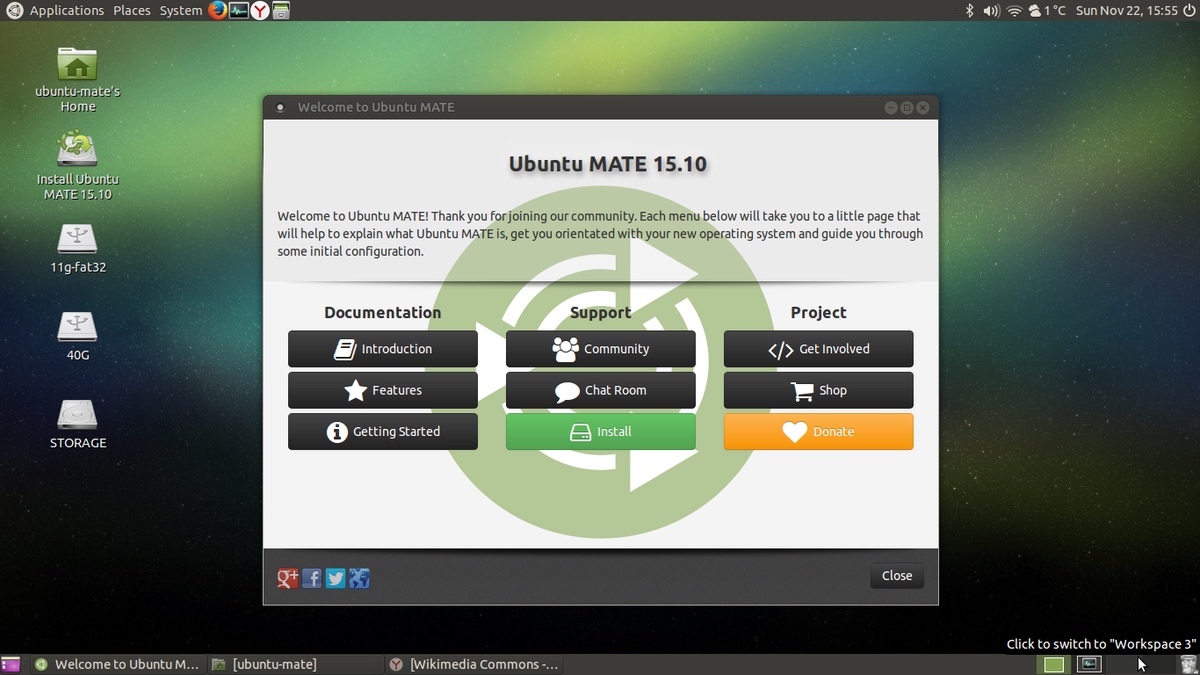 Applications Places System
1 °C Sun Nov 22, 15:55
ubuntu-mate's
Home
Install Ubuntu
MATE 15.10
11g-fat32
40G
STORAGE
Welcome to Ubuntu MATE
Ubuntu MATE 15.10
Welcome to Ubuntu MATE! Thank you for joining our community. Each menu below will take you to a little page that
will help to explain what Ubuntu MATE is, get you orientated with your new operating system and guide you through
some initial configuration.
Documentation
Introduction
Features
Getting Started
Support
Community
Chat Room
Install
Project
Get Involved
Shop
Donate
Close
Click to switch to "Workspace 3"
Welcome to Ubuntu M...
[ubuntu-mate]
[Wikimedia Commons -...